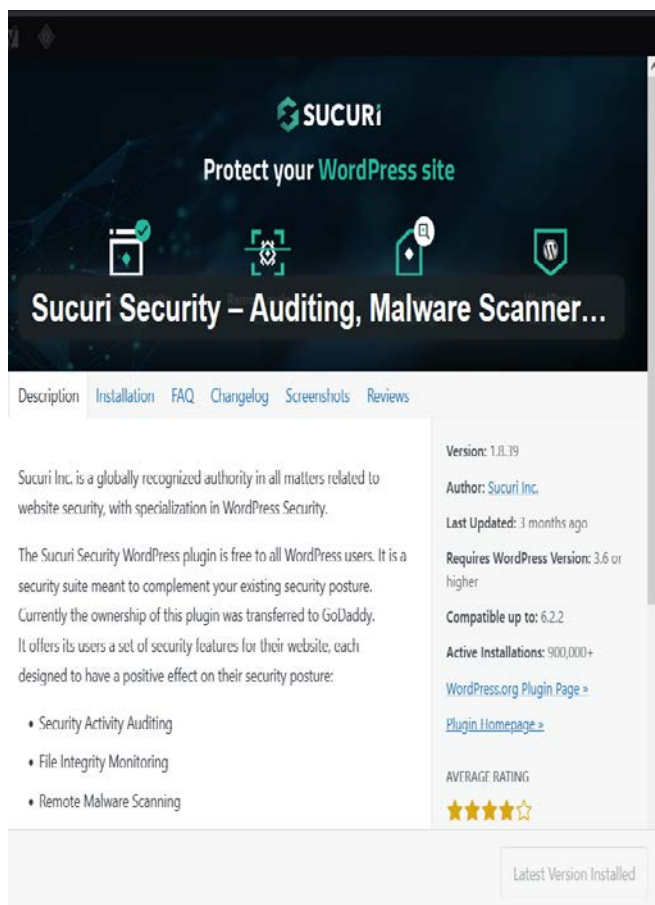 SUCURi
Protect your WordPress site
Sucuri Security – Auditing, Malware Scanner...
Description Installation FAQ Changelog Screenshots Reviews
Sucuri Inc. is a globally recognized authority in all matters related to
website security, with specialization in WordPress Security.
The Sucuri Security WordPress plugin is free to all WordPress users. It is a
security suite meant to complement your existing security posture.
Currently the ownership of this plugin was transferred to GoDaddy.
It offers its users a set of security features for their website, each
designed to have a positive effect on their security posture:
• Security Activity Auditing
• File Integrity Monitoring
• Remote Malware Scanning
Version: 1.8.39
Author: Sucuri Inc.
Last Updated: 3 months ago
Requires WordPress Version: 3.6 or
higher
Compatible up to: 6.2.2
Active Installations: 900,000+
WordPress.org Plugin Page »
Plugin Homepage »
AVERAGE RATING
Latest Version Installed